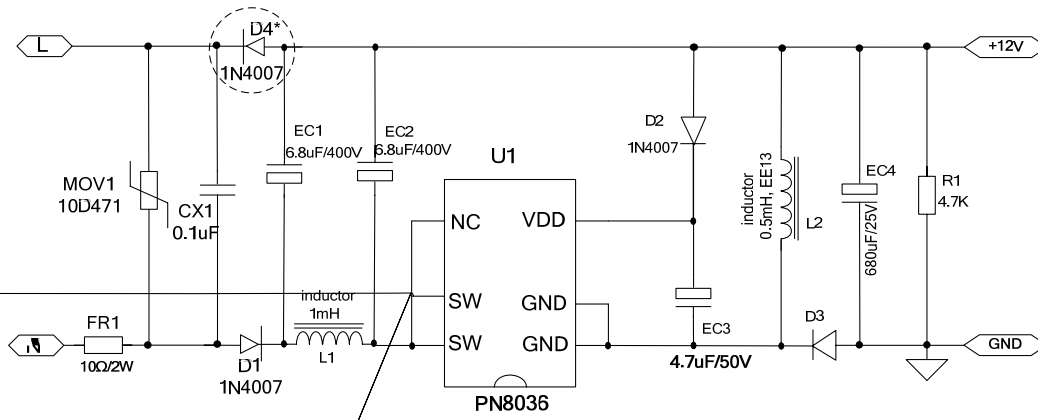 L
D4*
1N4007
+12V
MOV1
10D471
CX1
0.1uF
EC1
6.8uF/400V
EC2
6.8uF/400V
U1
NC
SW
SW
VDD
GND
GND
PN8036
D2
1N4007
EC3
4.7uF/50V
inductor
0.5mH, EE13
L2
EC4
680uF/25V
R1
4.7K
D3
GND
FR1
10Ω/2W
D1
1N4007
inductor
1mH
L1